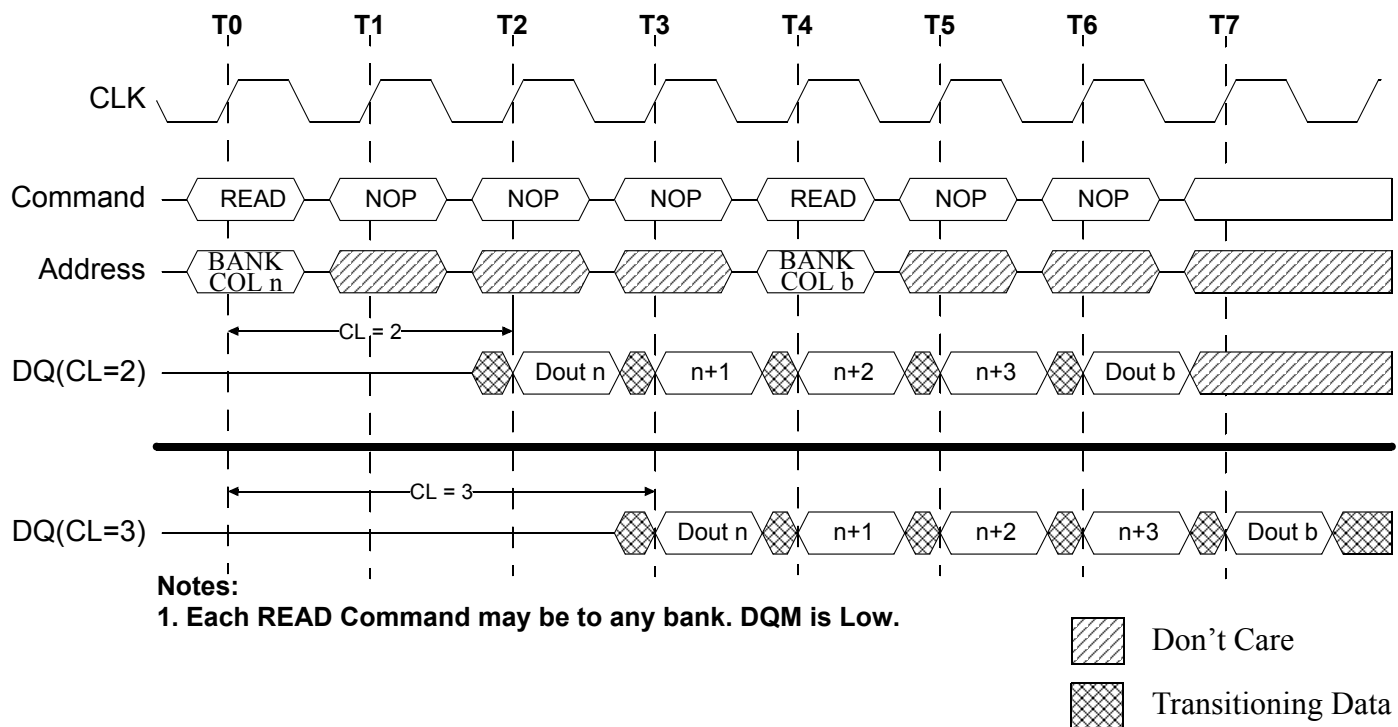 T0 T1 T2 T3 T4 T5 T6 T7
CLK
Command READ NOP NOP NOP READ NOP NOP
Address BANK COL n BANK COL b
CL = 2
DQ(CL=2) Dout n n+1 n+2 n+3 Dout b
CL = 3
DQ(CL=3) Dout n n+1 n+2 n+3 Dout b
Notes:
1. Each READ Command may be to any bank. DQM is Low.
Don't Care
Transitioning Data